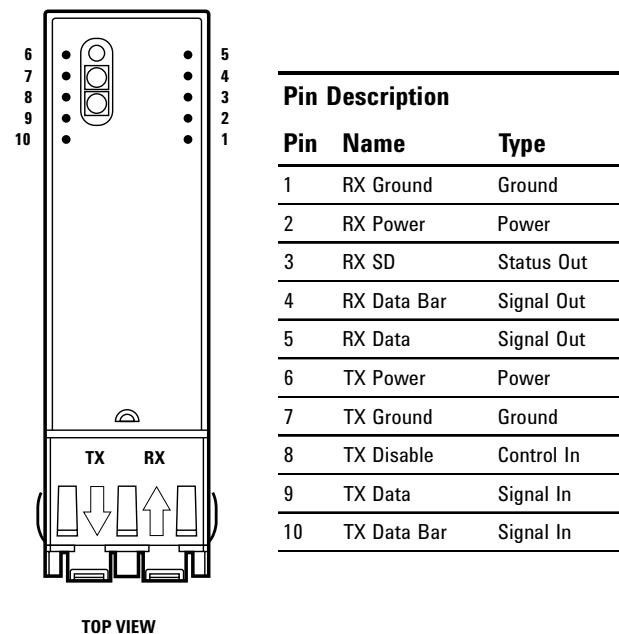 6 5
7 4
8 3
9 2
10 1
TX RX
TOP VIEW
Pin Description
Pin Name Type
1 RX Ground Ground
2 RX Power Power
3 RX SD Status Out
4 RX Data Bar Signal Out
5 RX Data Signal Out
6 TX Power Power
7 TX Ground Ground
8 TX Disable Control In
9 TX Data Signal In
10 TX Data Bar Signal In